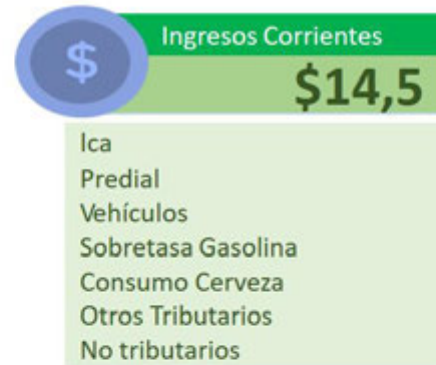 $
Ingresos Corrientes
$14,5
Ica
Predial
Vehículos
Sobretasa Gasolina
Consumo Cerveza
Otros Tributarios
No tributarios